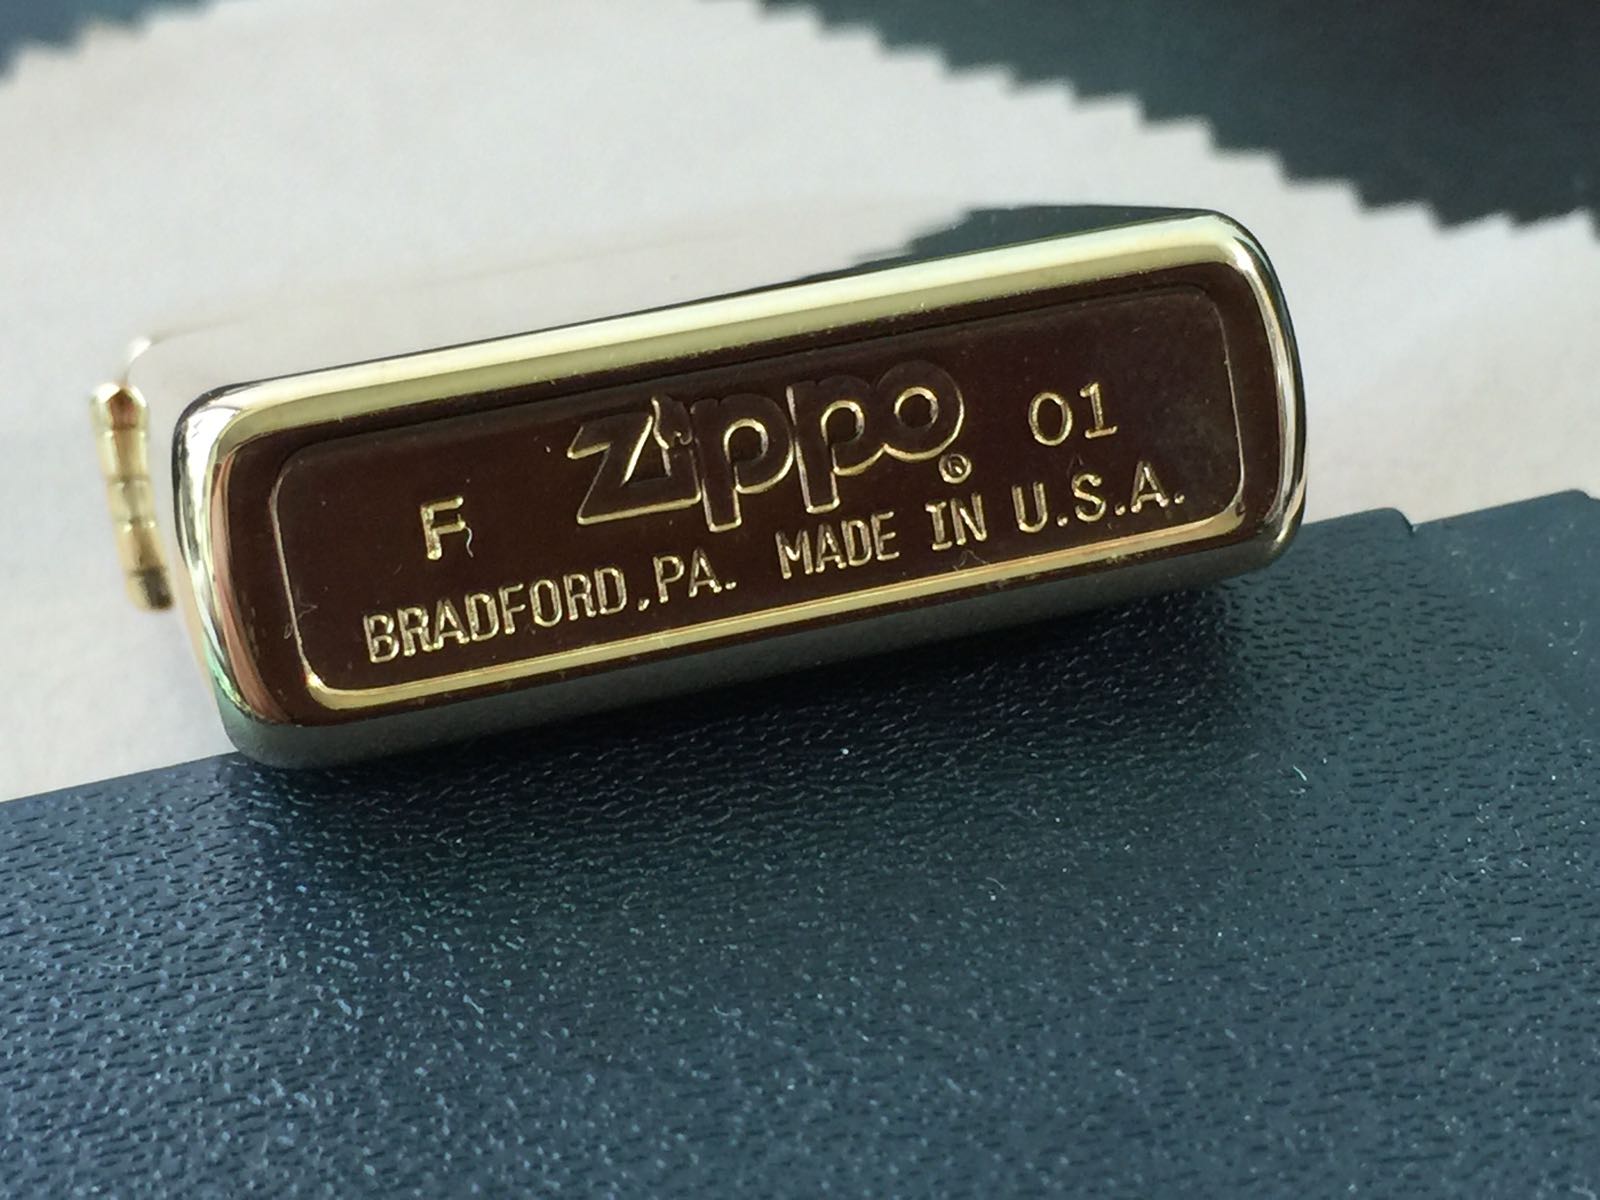 F Zippo® 01
BRADFORD, PA. MADE IN U.S.A.